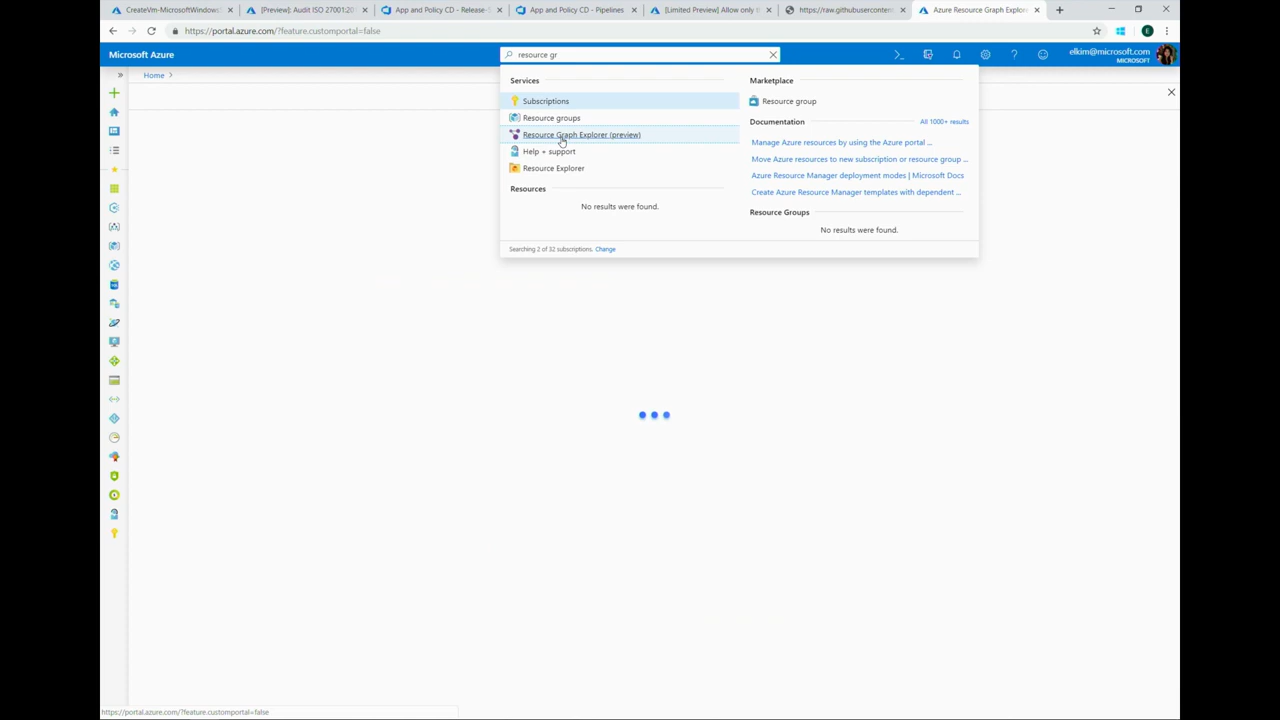 CreateVm-MicrosoftWindows
[Preview]: Audit ISO 27001:20
App and Policy CD - Release-
App and Policy CD - Pipelines
[Limited Preview] Allow only th
https://raw.githubusercontent
Azure Resource Graph Explorer
https://portal.azure.com/?feature.customportal=false
Microsoft Azure
resource gr
elkim@microsoft.com
MICROSOFT
Home
Services
Subscriptions
Resource groups
Resource Graph Explorer (preview)
Help + support
Resource Explorer
Resources
No results were found.
Marketplace
Resource group
Documentation
All 1000+ results
Manage Azure resources by using the Azure portal ...
Move Azure resources to new subscription or resource group ...
Azure Resource Manager deployment modes | Microsoft Docs
Create Azure Resource Manager templates with dependent ...
Resource Groups
No results were found.
Searching 2 of 32 subscriptions. Change
https://portal.azure.com/?feature.customportal=false